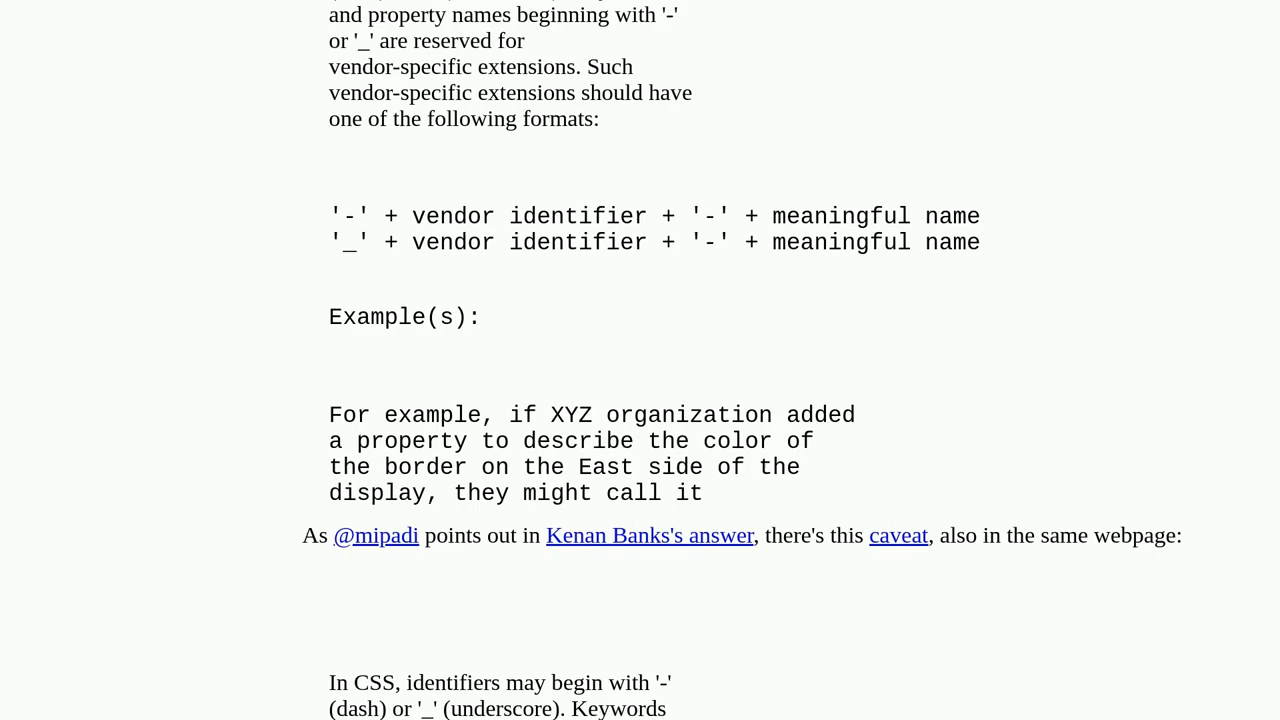 and property names beginning with '-'
or '_' are reserved for
vendor-specific extensions. Such
vendor-specific extensions should have
one of the following formats:
'-' + vendor identifier + '-' + meaningful name
'_' + vendor identifier + '-' + meaningful name
Example(s):
For example, if XYZ organization added
a property to describe the color of
the border on the East side of the
display, they might call it
As @mipadi points out in Kenan Banks's answer, there's this caveat, also in the same webpage:
In CSS, identifiers may begin with '-'
(dash) or '_' (underscore). Keywords